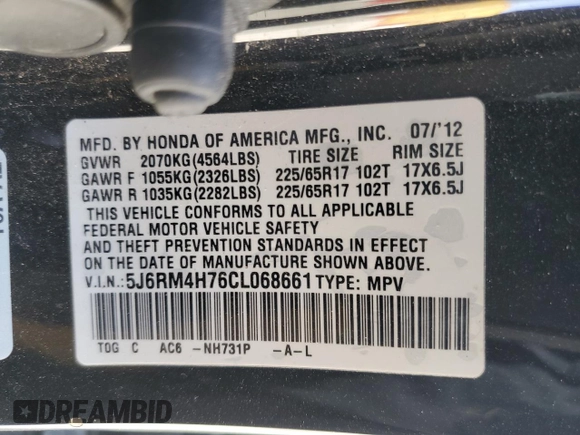 MFD. BY HONDA OF AMERICA MFG., INC. 07/'12
GVWR 2070KG(4564LBS) TIRE SIZE RIM SIZE
GAWR F 1055KG(2326LBS) 225/65R17 102T 17X6.5J
GAWR R 1035KG(2282LBS) 225/65R17 102T 17X6.5J
THIS VEHICLE CONFORMS TO ALL APPLICABLE
FEDERAL MOTOR VEHICLE SAFETY
AND THEFT PREVENTION STANDARDS IN EFFECT
ON THE DATE OF MANUFACTURE SHOWN ABOVE.
V.I.N.:5J6RM4H76CL068661 TYPE: MPV
TOG C AC6 -NH731P -A-L
DREAMBID